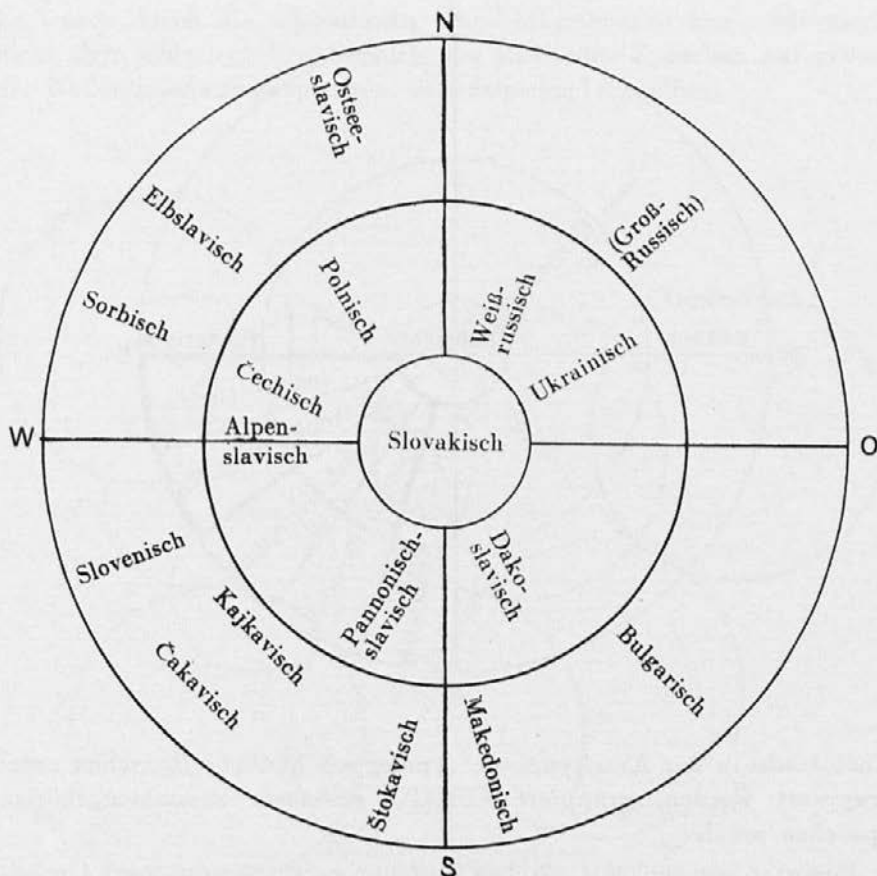 N
Ostsee-
slavisch
Elbslavisch
(Groß-
Russisch)
Sorbisch
Polnisch
Weiß-
russisch
Ukrainisch
Čechisch
W
Alpen-
slavisch
Slovakisch
O
Slovenisch
Dako-
slavisch
Pannonisch-
slavisch
Kajkavisch
Čakavisch
Bulgarisch
Štokavisch
Makedonisch
S